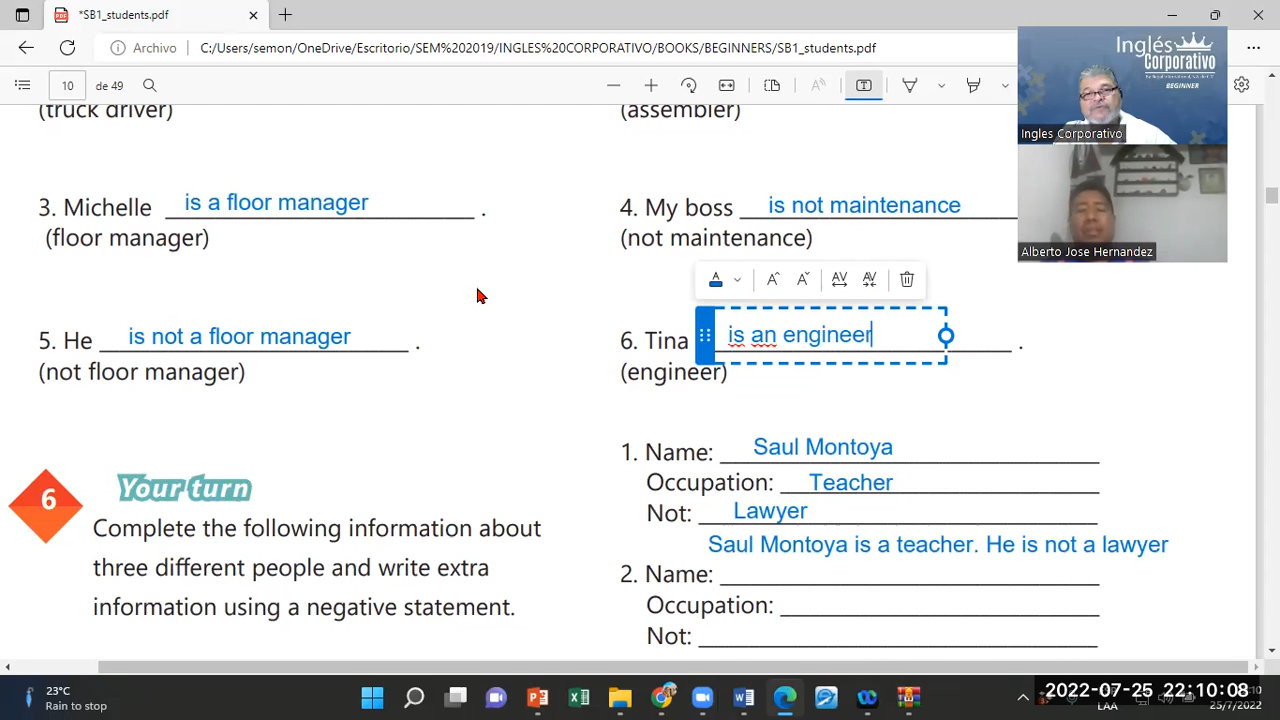 *SB1_students.pdf
Archivo
C:/Users/semon/OneDrive/Escritorio/SEM%202019/INGLES%20CORPORATIVO/BOOKS/BEGINNERS/SB1_students.pdf
10
de 49
Inglés
Corporativo
BEGINNER
Ingles Corporativo
Alberto Jose Hernandez
(truck driver)
(assembler)
3. Michelle is a floor manager .
(floor manager)
4. My boss is not maintenance
(not maintenance)
5. He is not a floor manager .
(not floor manager)
6. Tina is an engineer .
(engineer)
6
Your turn
Complete the following information about
three different people and write extra
information using a negative statement.
1. Name: Saul Montoya
Occupation: Teacher
Not: Lawyer
Saul Montoya is a teacher. He is not a lawyer
2. Name:
Occupation:
Not:
23°C
Rain to stop
LAA
2022-07-25 22:10:08
25/7/2022